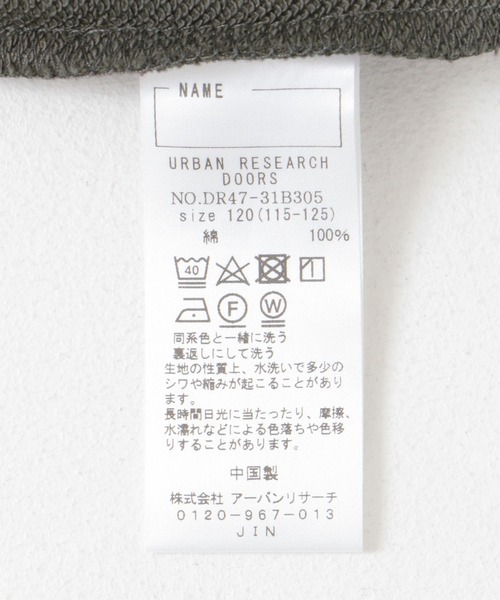 NAME
URBAN RESEARCH
DOORS
NO.DR47-31B305
size 120(115-125)
綿 100%
40
F W
同系色と一緒に洗う
裏返しにして洗う
生地の性質上、水洗いで多少の
シワや縮みが起こることがあり
ます。
長時間日光に当たったり、摩擦、
水濡れなどによる色落ちや色移
りすることがあります。
中国製
株式会社 アーバンリサーチ
0120-967-013
JIN